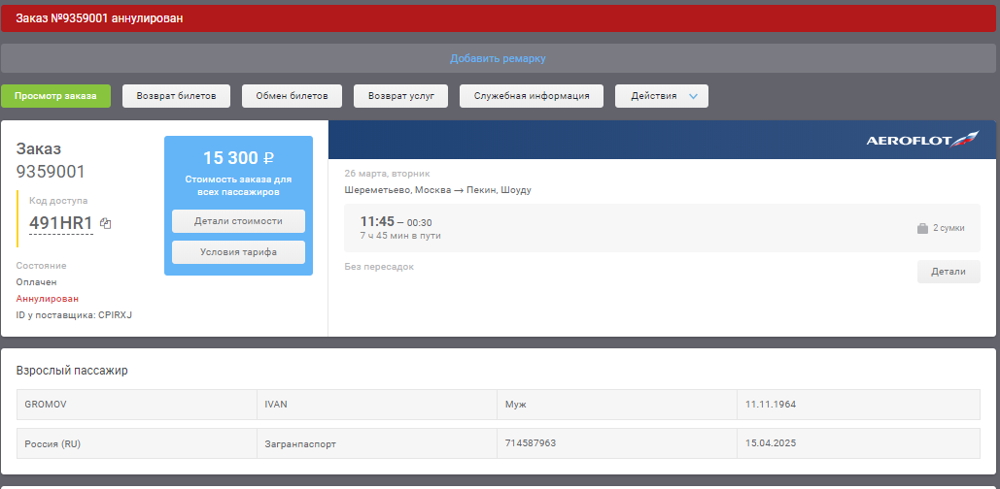 Заказ №9359001 аннулирован
Добавить ремарку
Просмотр заказа
Возврат билетов
Обмен билетов
Возврат услуг
Служебная информация
Действия
Заказ
9359001
Код доступа
491HR1
Состояние
Оплачен
Аннулирован
ID у поставщика: CPIRXJ
15 300 ₽
Стоимость заказа для
всех пассажиров
Детали стоимости
Условия тарифа
AEROFLOT
26 марта, вторник
Шереметьево, Москва → Пекин, Шоуду
11:45 – 00:30
7 ч 45 мин в пути
2 сумки
Без пересадок
Детали
Взрослый пассажир
GROMOV IVAN Муж 11.11.1964
Россия (RU) Загранпаспорт 714587963 15.04.2025